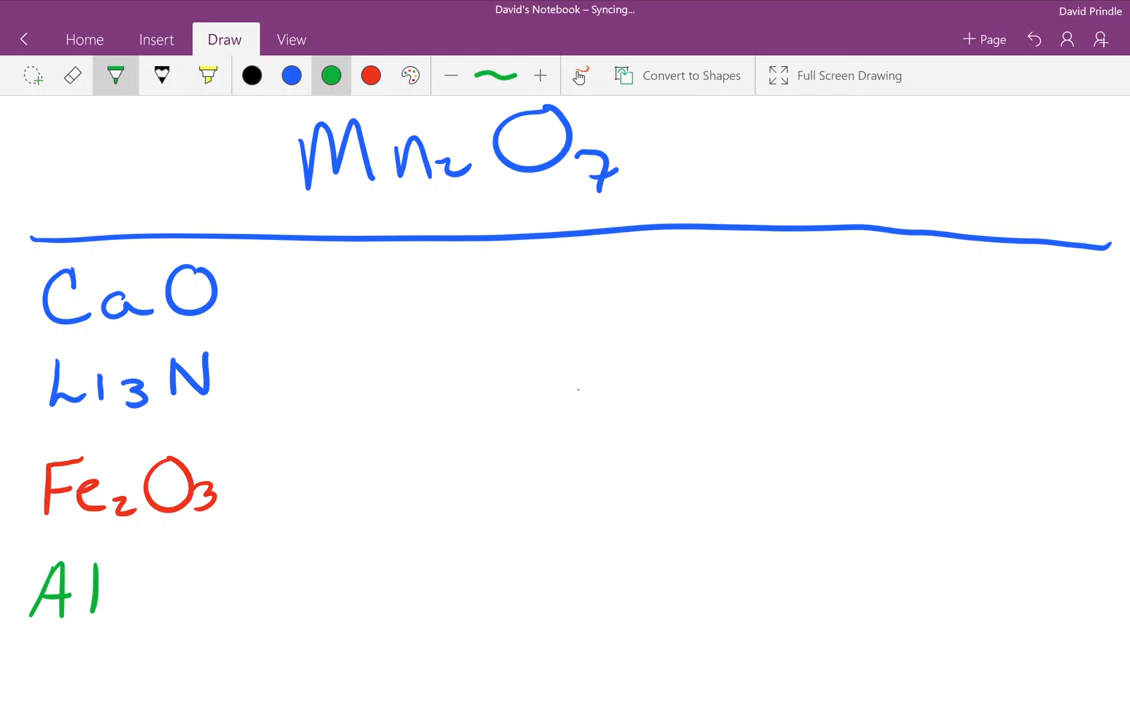 David's Notebook – Syncing...
David Prindle
Home Insert Draw View
Page
Convert to Shapes Full Screen Drawing
Mn₂O₇
CaO
Li₃N
Fe₂O₃
Al